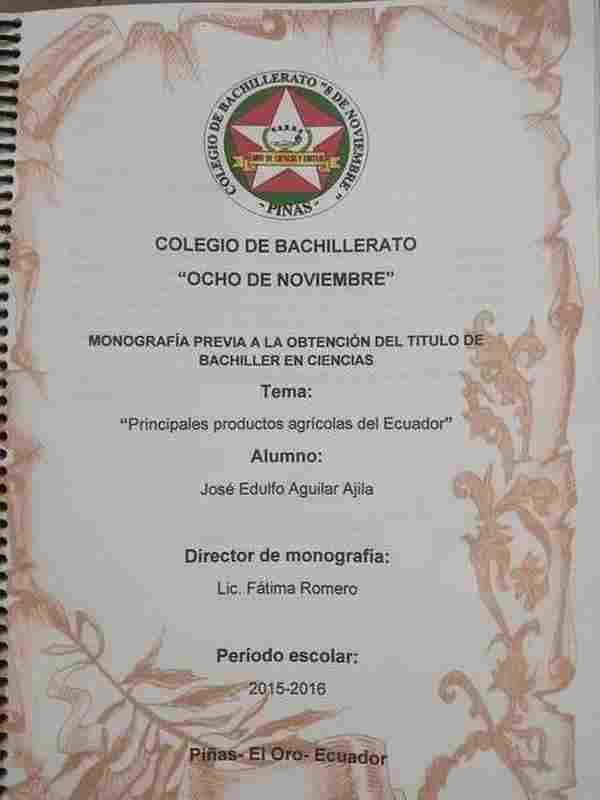 COLEGIO DE BACHILLERATO "8 DE NOVIEMBRE"
- PIÑAS -
COLEGIO DE BACHILLERATO
“OCHO DE NOVIEMBRE”
MONOGRAFÍA PREVIA A LA OBTENCIÓN DEL TITULO DE
BACHILLER EN CIENCIAS
Tema:
“Principales productos agrícolas del Ecuador”
Alumno:
José Edulfo Aguilar Ajila
Director de monografía:
Lic. Fátima Romero
Período escolar:
2015-2016
Piñas- El Oro- Ecuador